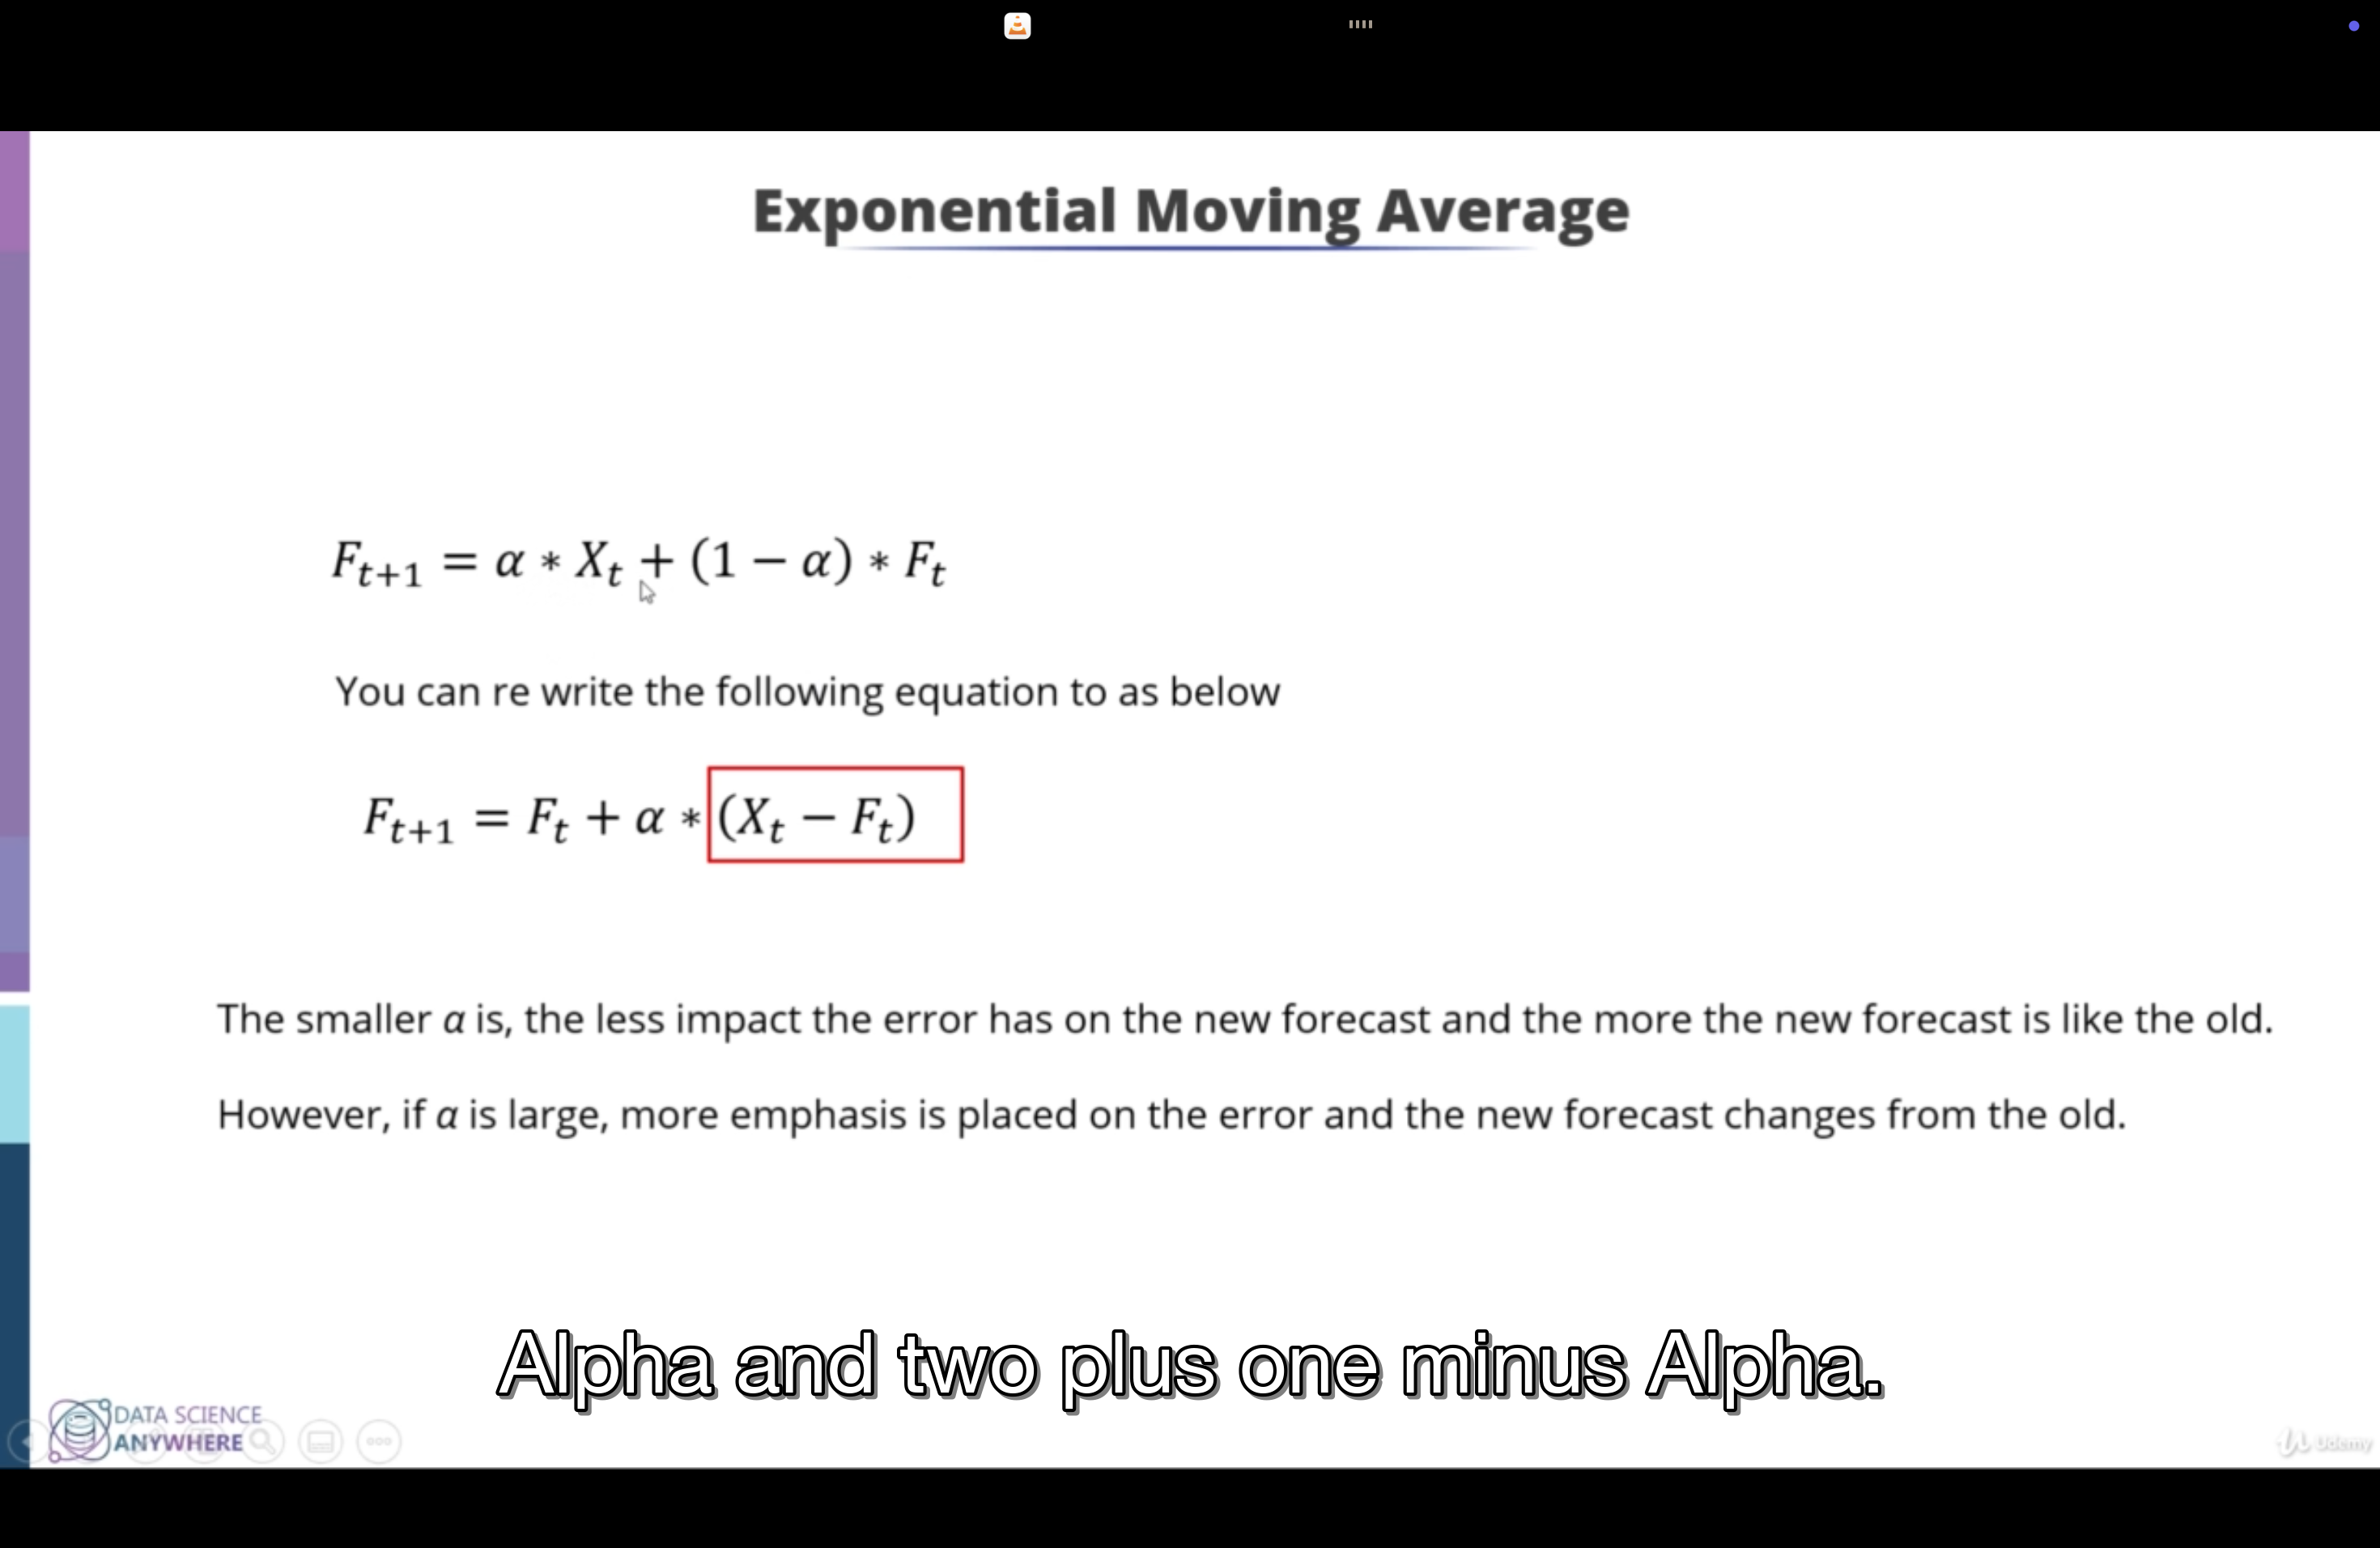 Exponential Moving Average
Fₜ₊₁ = α ∗ Xₜ + (1 − α) ∗ Fₜ
You can re write the following equation to as below
Fₜ₊₁ = Fₜ + α ∗ (Xₜ − Fₜ)
The smaller α is, the less impact the error has on the new forecast and the more the new forecast is like the old.
However, if α is large, more emphasis is placed on the error and the new forecast changes from the old.
Alpha and two plus one minus Alpha.
DATA SCIENCE
ANYWHERE
Udemy